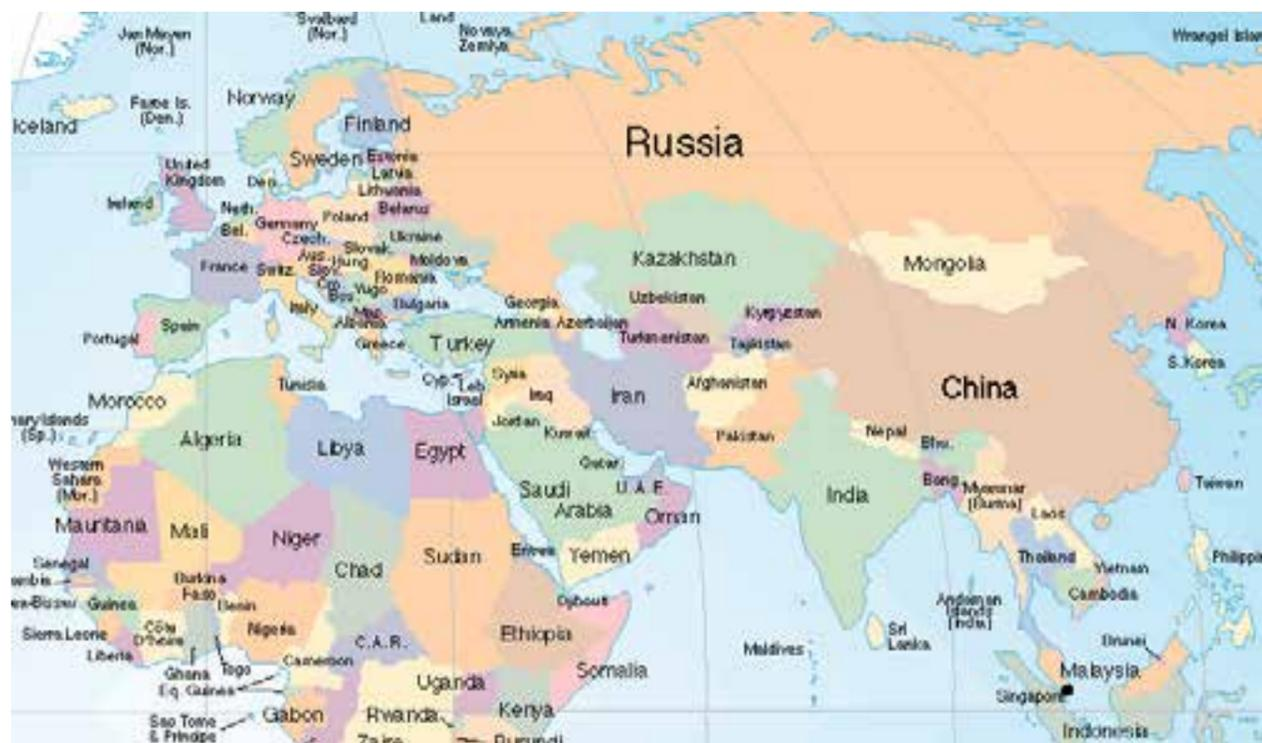 Jan Mayen
(Nor.)
Svalbard
(Nor.)
Land
Novaya
Zemlya
Wrangel Islan
Iceland
Faroe Is.
(Den.)
Norway
Finland
Russia
Sweden
Estonia
Latvia
Lithuania
Belarus
United
Kingdom
Den.
Ireland
Neth.
Bel.
Germany
Poland
Czech.
Slovak.
Ukraine
Aus.
Hung
Moldova
France
Switz.
Slov.
Romania
Cro.
Bos
Yugo
Italy
Mac.
Bulgaria
Albania
Portugal
Spain
Greece
Turkey
Georgia
Armenia
Azerbaijan
Kazakhstan
Uzbekistan
Turkmenistan
Kyrgyzstan
Tajikistan
Mongolia
China
N. Korea
S. Korea
Cyp.
Leb
Israel
Syria
Iraq
Iran
Afghanistan
Jordan
Kuwait
Pakistan
Nepal
Bhu.
Bang.
India
Myanmar
(Burma)
Laos
Taiwan
Thailand
Vietnam
Cambodia
Philippi
Morocco
Tunisia
nary Islands
(Sp.)
Algeria
Libya
Egypt
Western
Sahara
(Mor.)
Qatar
Saudi
Arabia
U. A. E.
Oman
Yemen
Mauritania
Mali
Niger
Chad
Sudan
Eritrea
Djibouti
Senegal
ambia
ea-Bissau
Guinea
Burkina
Faso
Benin
Sierra Leone
Côte
D'Ivoire
Nigeria
Liberia
Ghana
Togo
C.A.R.
Cameroon
Eq. Guinea
Ethiopia
Somalia
Uganda
Kenya
Gabon
Rwanda
Sao Tome
& Principe
Zaire
Burundi
Maldives
Sri
Lanka
Andaman
Islands
(India)
Brunei
Malaysia
Singapore
Indonesia